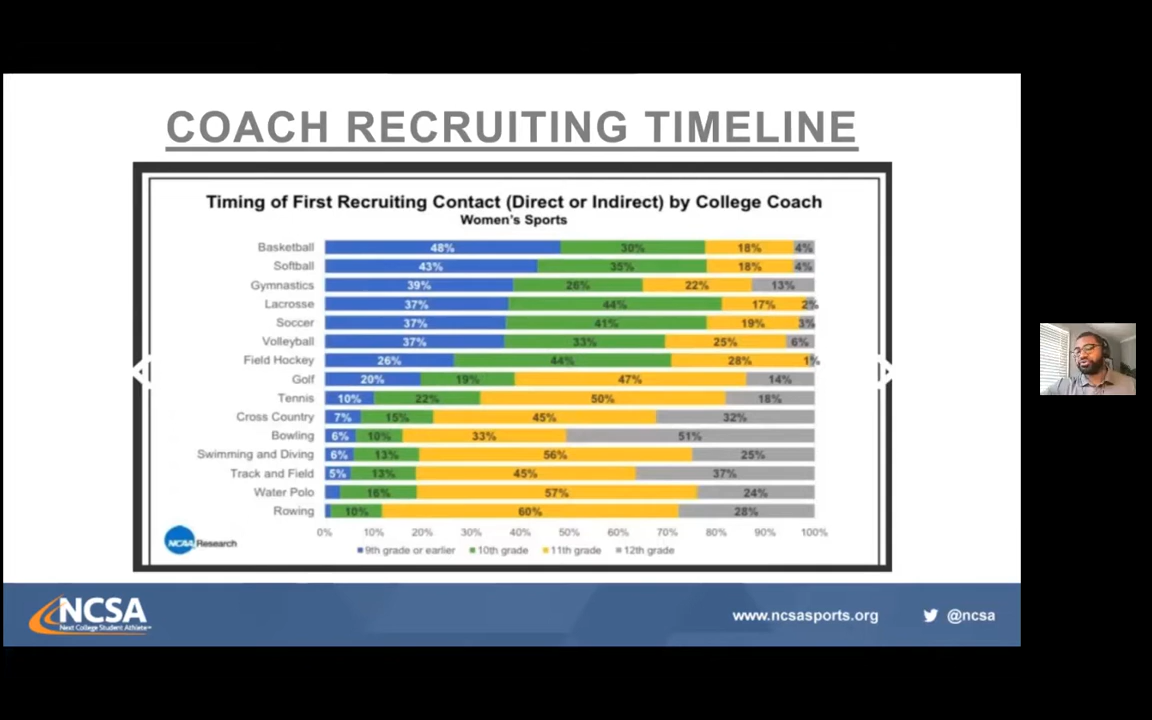 COACH RECRUITING TIMELINE
Timing of First Recruiting Contact (Direct or Indirect) by College Coach
Women's Sports
Basketball 48% 30% 18% 4%
Softball 43% 35% 18% 4%
Gymnastics 39% 26% 22% 13%
Lacrosse 37% 44% 17% 2%
Soccer 37% 41% 19% 3%
Volleyball 37% 33% 25% 6%
Field Hockey 26% 44% 28% 1%
Golf 20% 19% 47% 14%
Tennis 10% 22% 50% 18%
Cross Country 7% 15% 45% 32%
Bowling 6% 10% 33% 51%
Swimming and Diving 6% 13% 56% 25%
Track and Field 5% 13% 45% 37%
Water Polo 16% 57% 24%
Rowing 10% 60% 28%
0% 10% 20% 30% 40% 50% 60% 70% 80% 90% 100%
NCAA Research
9th grade or earlier 10th grade 11th grade 12th grade
NCSA
Next College Student Athlete
www.ncsasports.org @ncsa